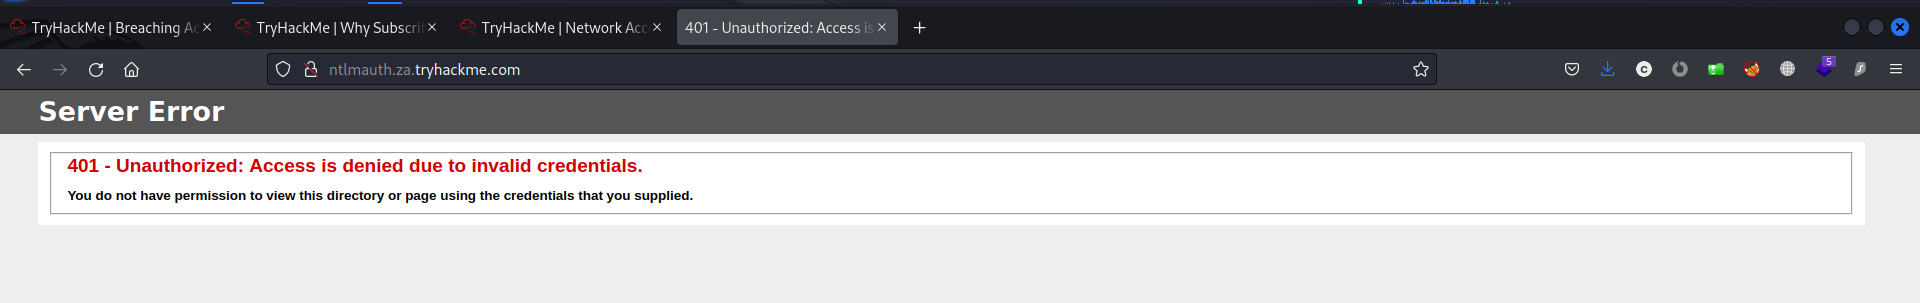 TryHackMe | Breaching Ac
TryHackMe | Why Subscri
TryHackMe | Network Acc
401 - Unauthorized: Access is
ntlmauth.za.tryhackme.com
C
5
Server Error
401 - Unauthorized: Access is denied due to invalid credentials.
You do not have permission to view this directory or page using the credentials that you supplied.